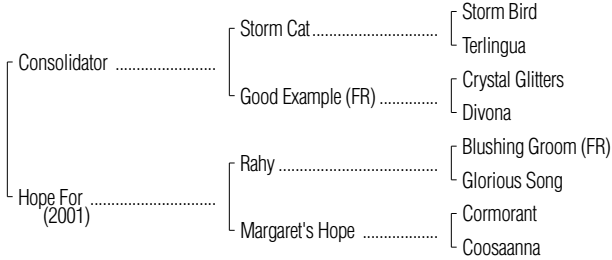 Storm Bird
Storm Cat
Terlingua
Consolidator
Crystal Glitters
Good Example (FR)
Divona
Blushing Groom (FR)
Rahy
Glorious Song
Hope For
(2001)
Cormorant
Margaret's Hope
Coosaanna